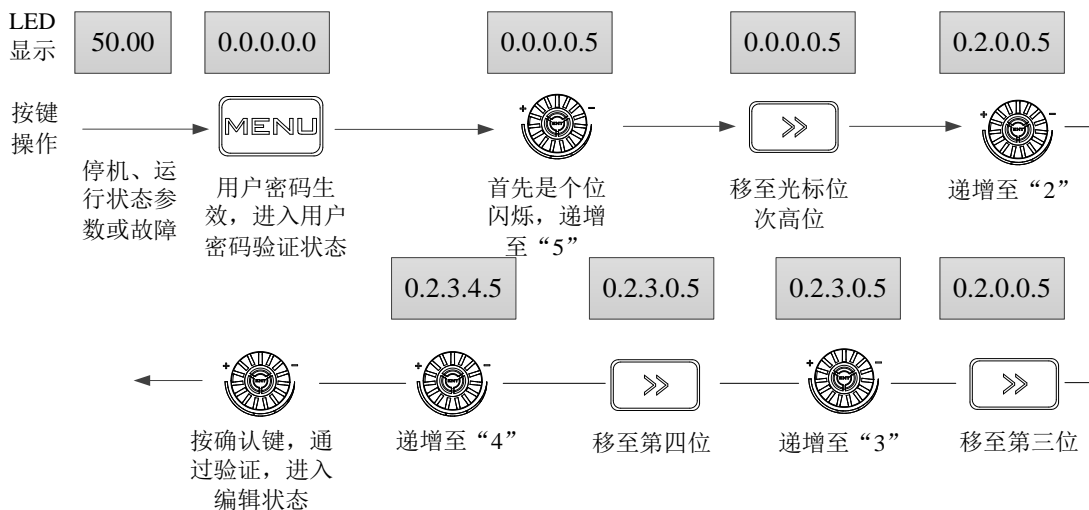 LED
显示
50.00
0.0.0.0.0
0.0.0.0.5
0.0.0.0.5
0.2.0.0.5
按键
操作
MENU
+ ENT −
>>
+ ENT −
停机、运
行状态参
数或故障
用户密码生
效，进入用户
密码验证状态
首先是个位
闪烁，递增
至“5”
移至光标位
次高位
递增至“2”
0.2.3.4.5
0.2.3.0.5
0.2.3.0.5
0.2.0.0.5
+ ENT −
+ ENT −
>>
+ ENT −
>>
按确认键，通
过验证，进入
编辑状态
递增至“4”
移至第四位
递增至“3”
移至第三位